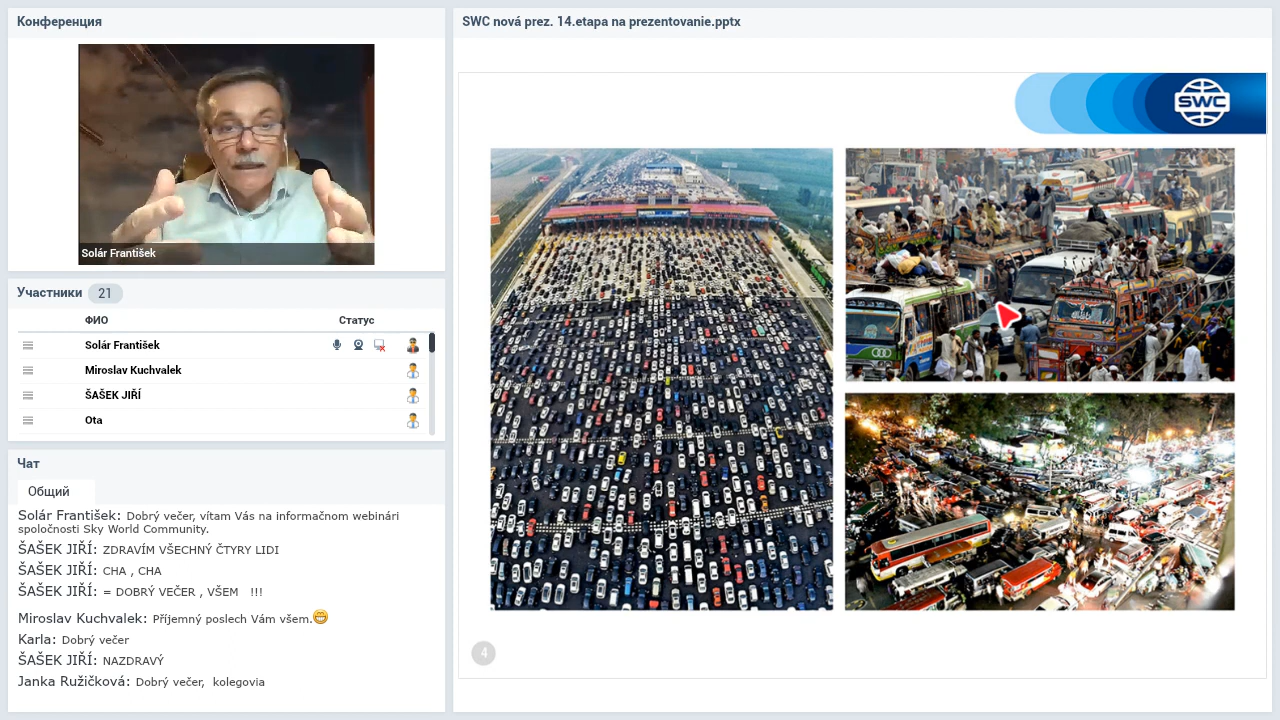 Конференция
Solár František
Участники 21
ФИО Статус
Solár František
Miroslav Kuchvalek
ŠAŠEK JIŘÍ
Ota
Чат
Общий
Solár František: Dobrý večer, vítam Vás na informačnom webinári
spoločnosti Sky World Community.
ŠAŠEK JIŘÍ: ZDRAVÍM VŠECHNÝ ČTYRY LIDI
ŠAŠEK JIŘÍ: CHA , CHA
ŠAŠEK JIŘÍ: = DOBRÝ VEČER , VŠEM !!!
Miroslav Kuchvalek: Příjemný poslech Vám všem.
Karla: Dobrý večer
ŠAŠEK JIŘÍ: NAZDRAVÝ
Janka Ružičková: Dobrý večer, kolegovia
SWC nová prez. 14.etapa na prezentovanie.pptx
SWC
4